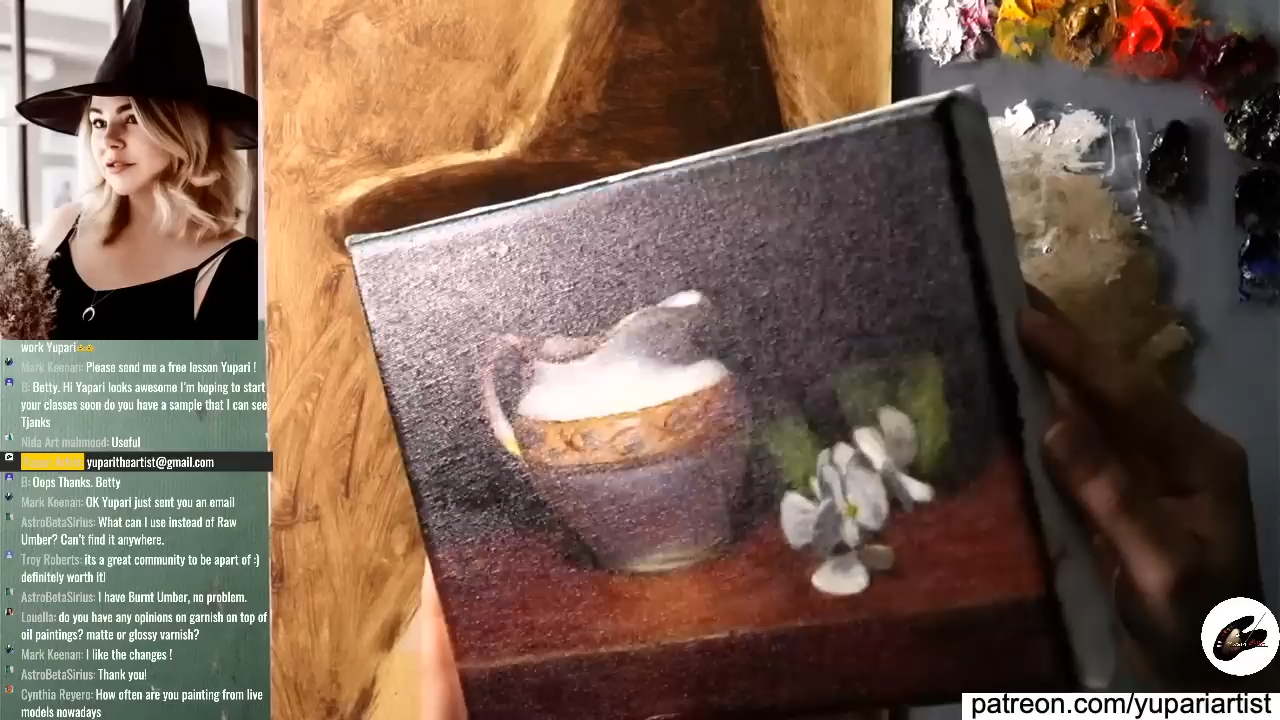 work Yupari
Mark Keenan: Please send me a free lesson Yupari !
B: Betty. Hi Yapari looks awesome I'm hoping to start
your classes soon do you have a sample that I can see
Tjanks
Nida Art mahmood: Useful
yuparitheartist@gmail.com
B: Oops Thanks. Betty
Mark Keenan: OK Yupari just sent you an email
AstroBetaSirius: What can I use instead of Raw
Umber? Can't find it anywhere.
Troy Roberts: its a great community to be apart of :)
definitely worth it!
AstroBetaSirius: I have Burnt Umber, no problem.
Louella: do you have any opinions on garnish on top of
oil paintings? matte or glossy varnish?
Mark Keenan: I like the changes !
AstroBetaSirius: Thank you!
Cynthia Reyero: How often are you painting from live
models nowadays
patreon.com/yupariartist